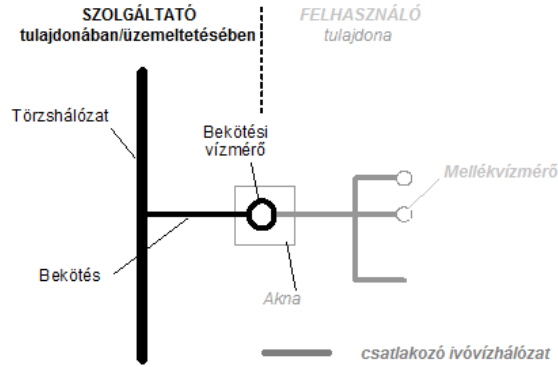 SZOLGÁLTATÓ
tulajdonában/üzemeltetésében
FELHASZNÁLÓ
tulajdona
Törzshálózat
Bekötési
vízmérő
Mellékvízmérő
Bekötés
Akna
csatlakozó ivóvízhálózat